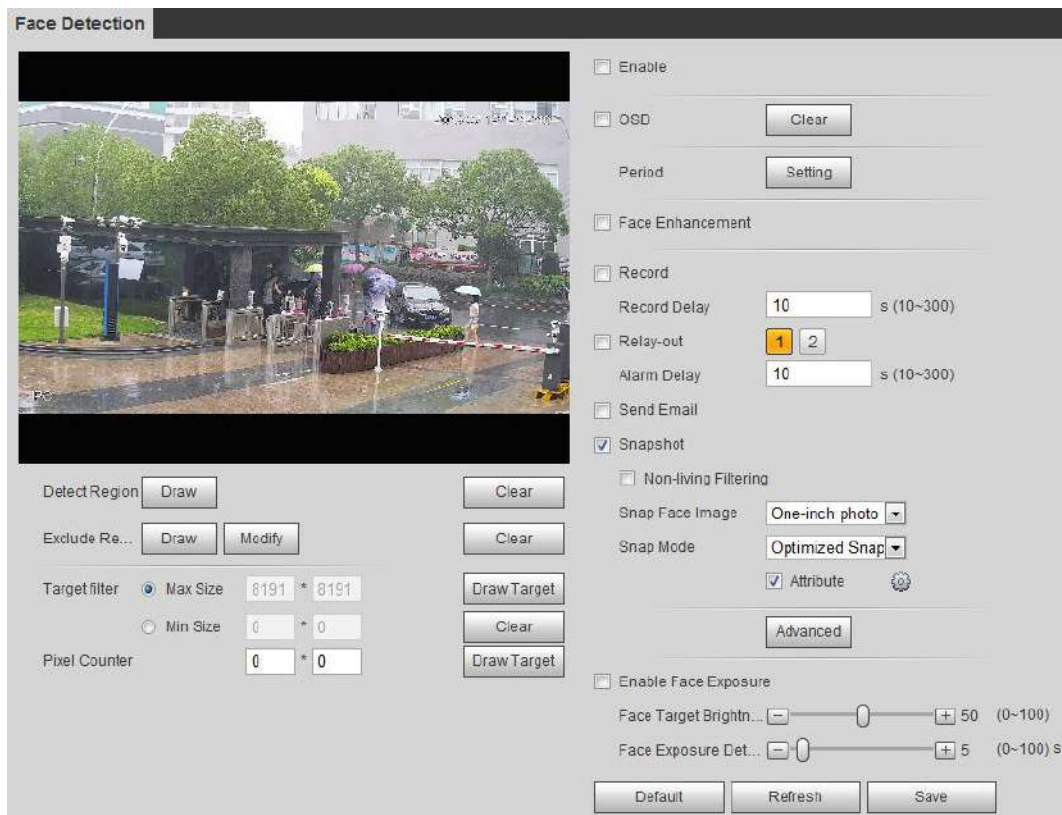 Face Detection
Enable
OSD Clear
Period Setting
Face Enhancement
Record
Record Delay 10 s (10~300)
Relay-out 1 2
Alarm Delay 10 s (10~300)
Send Email
Snapshot
Non-living Filtering
Snap Face Image One-inch photo
Snap Mode Optimized Snap
Attribute
Advanced
Enable Face Exposure
Face Target Brightn... 50 (0~100)
Face Exposure Det... 5 (0~100) s
Default Refresh Save
Detect Region Draw Clear
Exclude Re... Draw Modify Clear
Target filter Max Size 8191 * 8191 Draw Target
Min Size 0 * 0 Clear
Pixel Counter 0 * 0 Draw Target